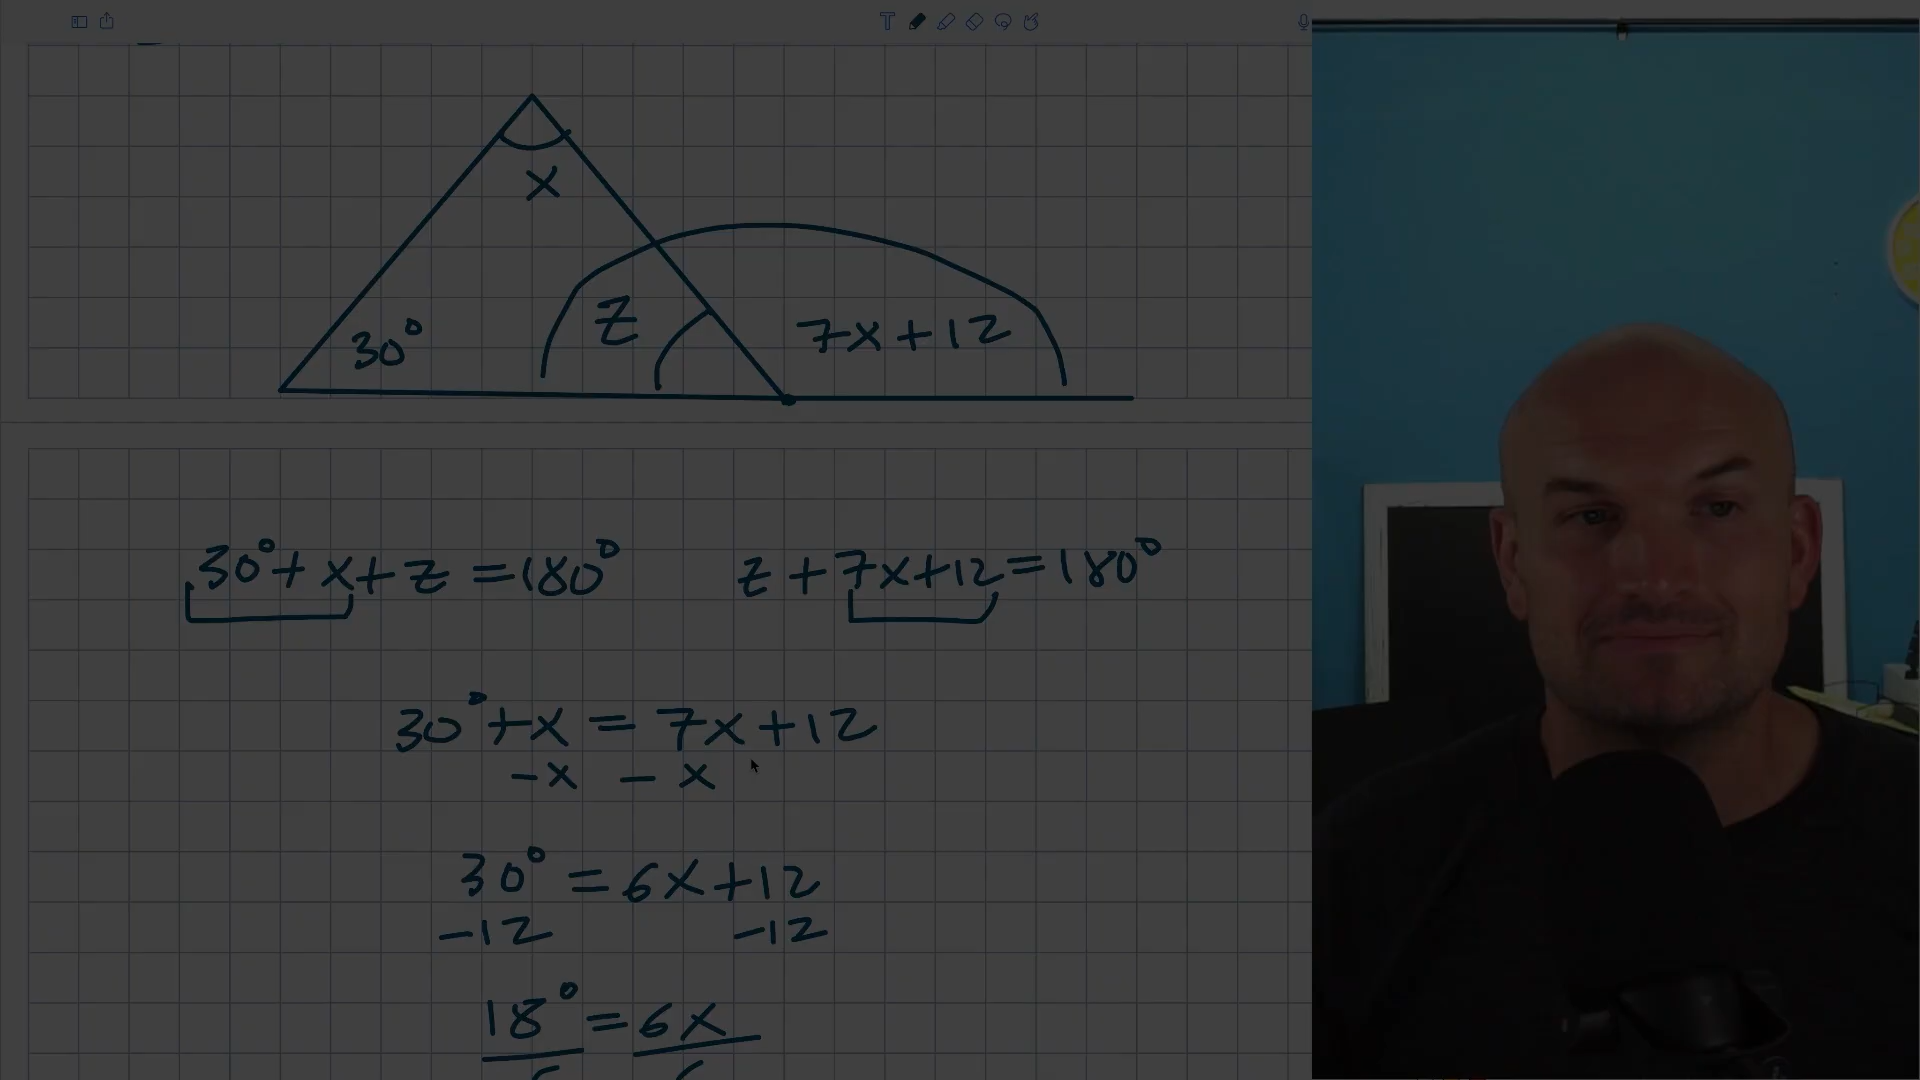 x
30° z 7x+12
30°+x+z=180° z+7x+12=180°
30°+x=7x+12
-x -x
30°=6x+12
-12 -12
18°=6x